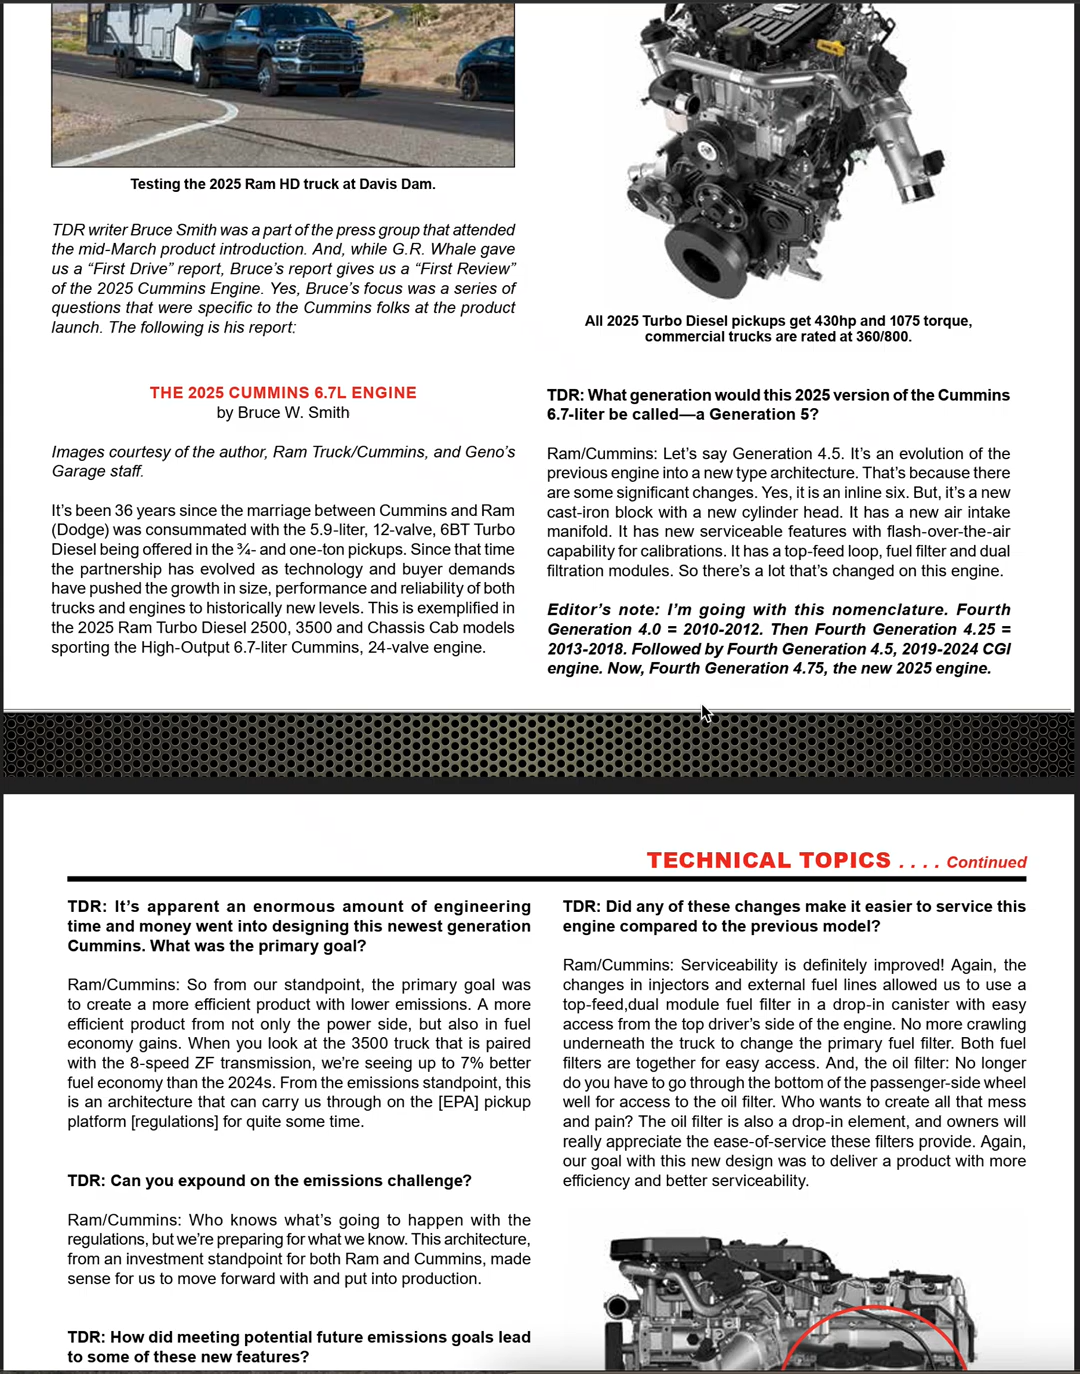 Testing the 2025 Ram HD truck at Davis Dam.
TDR writer Bruce Smith was a part of the press group that attended
the mid-March product introduction. And, while G.R. Whale gave
us a “First Drive” report, Bruce’s report gives us a “First Review”
of the 2025 Cummins Engine. Yes, Bruce’s focus was a series of
questions that were specific to the Cummins folks at the product
launch. The following is his report:
THE 2025 CUMMINS 6.7L ENGINE
by Bruce W. Smith
Images courtesy of the author, Ram Truck/Cummins, and Geno’s
Garage staff.
It’s been 36 years since the marriage between Cummins and Ram
(Dodge) was consummated with the 5.9-liter, 12-valve, 6BT Turbo
Diesel being offered in the ¾- and one-ton pickups. Since that time
the partnership has evolved as technology and buyer demands
have pushed the growth in size, performance and reliability of both
trucks and engines to historically new levels. This is exemplified in
the 2025 Ram Turbo Diesel 2500, 3500 and Chassis Cab models
sporting the High-Output 6.7-liter Cummins, 24-valve engine.
All 2025 Turbo Diesel pickups get 430hp and 1075 torque,
commercial trucks are rated at 360/800.
TDR: What generation would this 2025 version of the Cummins
6.7-liter be called—a Generation 5?
Ram/Cummins: Let’s say Generation 4.5. It’s an evolution of the
previous engine into a new type architecture. That’s because there
are some significant changes. Yes, it is an inline six. But, it’s a new
cast-iron block with a new cylinder head. It has a new air intake
manifold. It has new serviceable features with flash-over-the-air
capability for calibrations. It has a top-feed loop, fuel filter and dual
filtration modules. So there’s a lot that’s changed on this engine.
Editor’s note: I’m going with this nomenclature. Fourth
Generation 4.0 = 2010-2012. Then Fourth Generation 4.25 =
2013-2018. Followed by Fourth Generation 4.5, 2019-2024 CGI
engine. Now, Fourth Generation 4.75, the new 2025 engine.
TECHNICAL TOPICS . . . . Continued
TDR: It’s apparent an enormous amount of engineering
time and money went into designing this newest generation
Cummins. What was the primary goal?
Ram/Cummins: So from our standpoint, the primary goal was
to create a more efficient product with lower emissions. A more
efficient product from not only the power side, but also in fuel
economy gains. When you look at the 3500 truck that is paired
with the 8-speed ZF transmission, we’re seeing up to 7% better
fuel economy than the 2024s. From the emissions standpoint, this
is an architecture that can carry us through on the [EPA] pickup
platform [regulations] for quite some time.
TDR: Can you expound on the emissions challenge?
Ram/Cummins: Who knows what’s going to happen with the
regulations, but we’re preparing for what we know. This architecture,
from an investment standpoint for both Ram and Cummins, made
sense for us to move forward with and put into production.
TDR: How did meeting potential future emissions goals lead
to some of these new features?
TDR: Did any of these changes make it easier to service this
engine compared to the previous model?
Ram/Cummins: Serviceability is definitely improved! Again, the
changes in injectors and external fuel lines allowed us to use a
top-feed,dual module fuel filter in a drop-in canister with easy
access from the top driver’s side of the engine. No more crawling
underneath the truck to change the primary fuel filter. Both fuel
filters are together for easy access. And, the oil filter: No longer
do you have to go through the bottom of the passenger-side wheel
well for access to the oil filter. Who wants to create all that mess
and pain? The oil filter is also a drop-in element, and owners will
really appreciate the ease-of-service these filters provide. Again,
our goal with this new design was to deliver a product with more
efficiency and better serviceability.